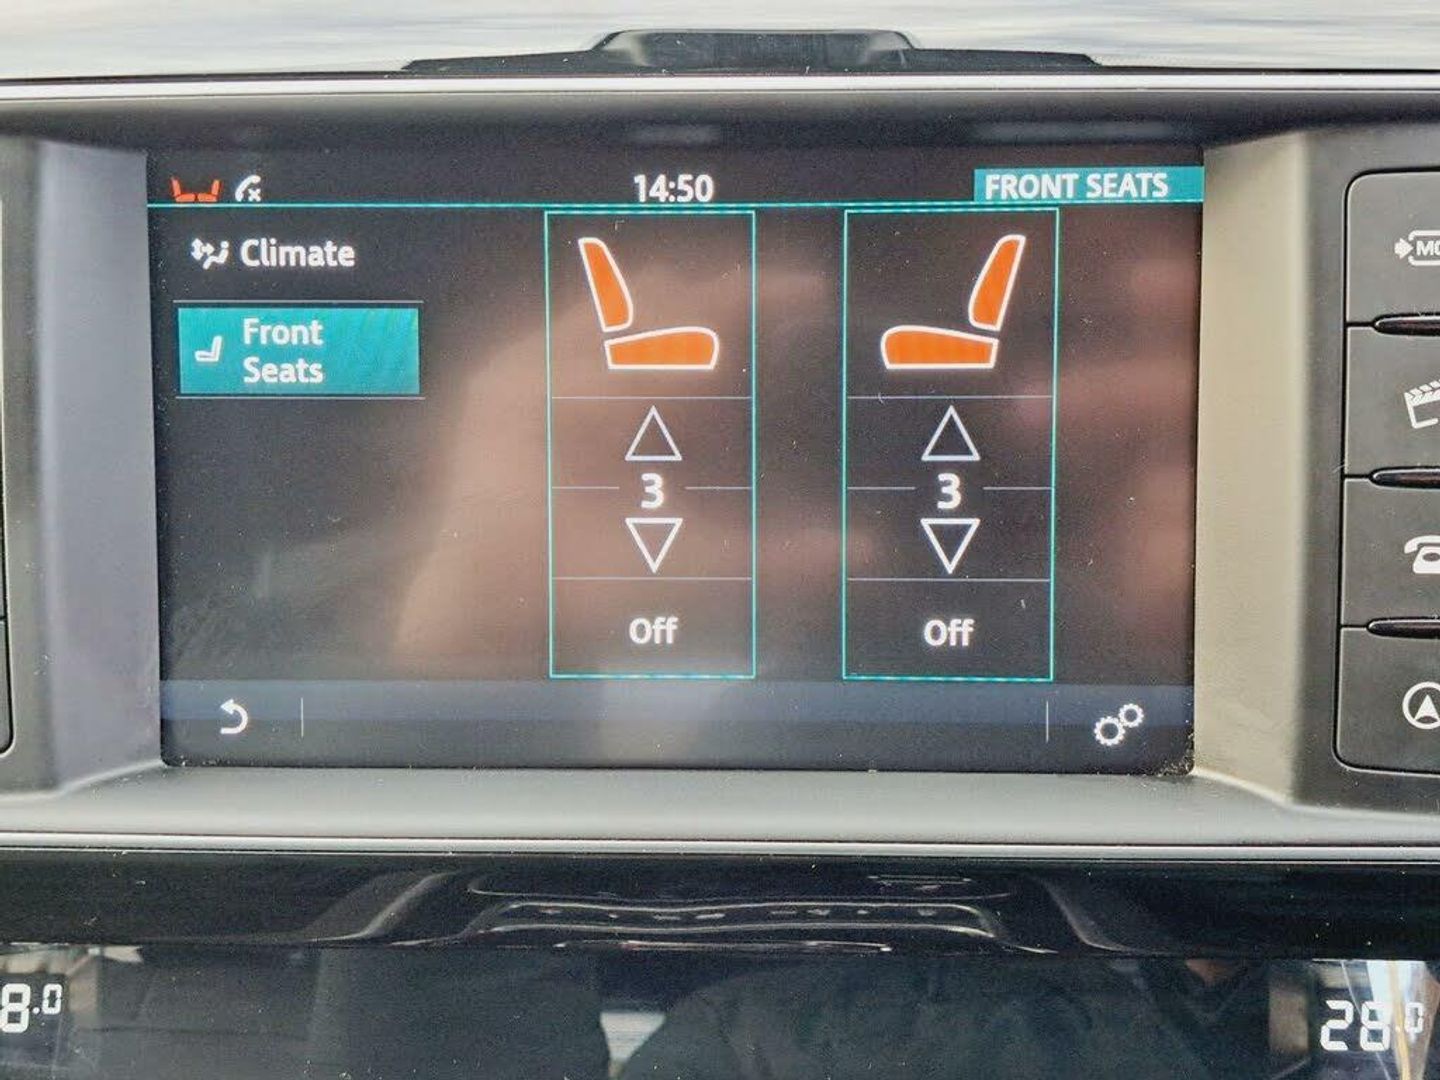 14:50
FRONT SEATS
Climate
Front
Seats
3
3
Off
Off
8.0
28.0